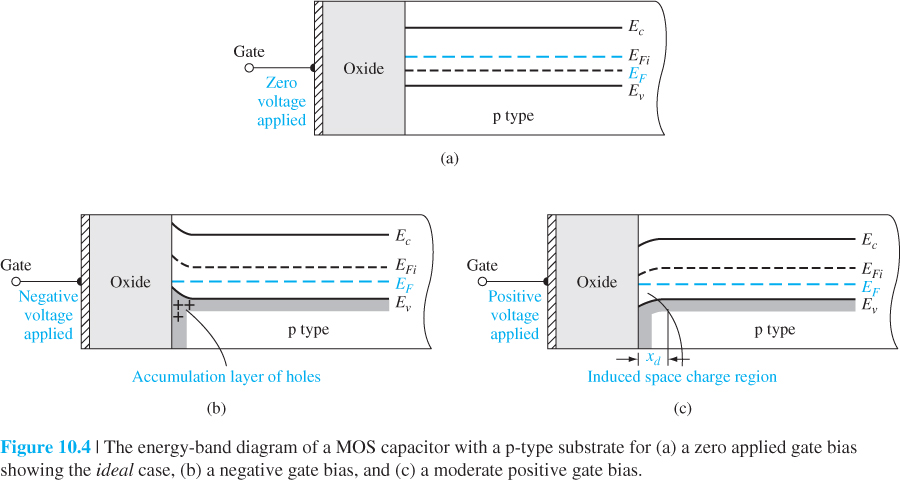 Gate
Zero
voltage
applied
Oxide
E_c
E_Fi
E_F
E_v
p type
(a)
Gate
Negative
voltage
applied
Oxide
E_c
E_Fi
E_F
E_v
+ +
+
p type
Accumulation layer of holes
(b)
Gate
Positive
voltage
applied
Oxide
E_c
E_Fi
E_F
E_v
p type
x_d
Induced space charge region
(c)
Figure 10.4 | The energy-band diagram of a MOS capacitor with a p-type substrate for (a) a zero applied gate bias
showing the ideal case, (b) a negative gate bias, and (c) a moderate positive gate bias.